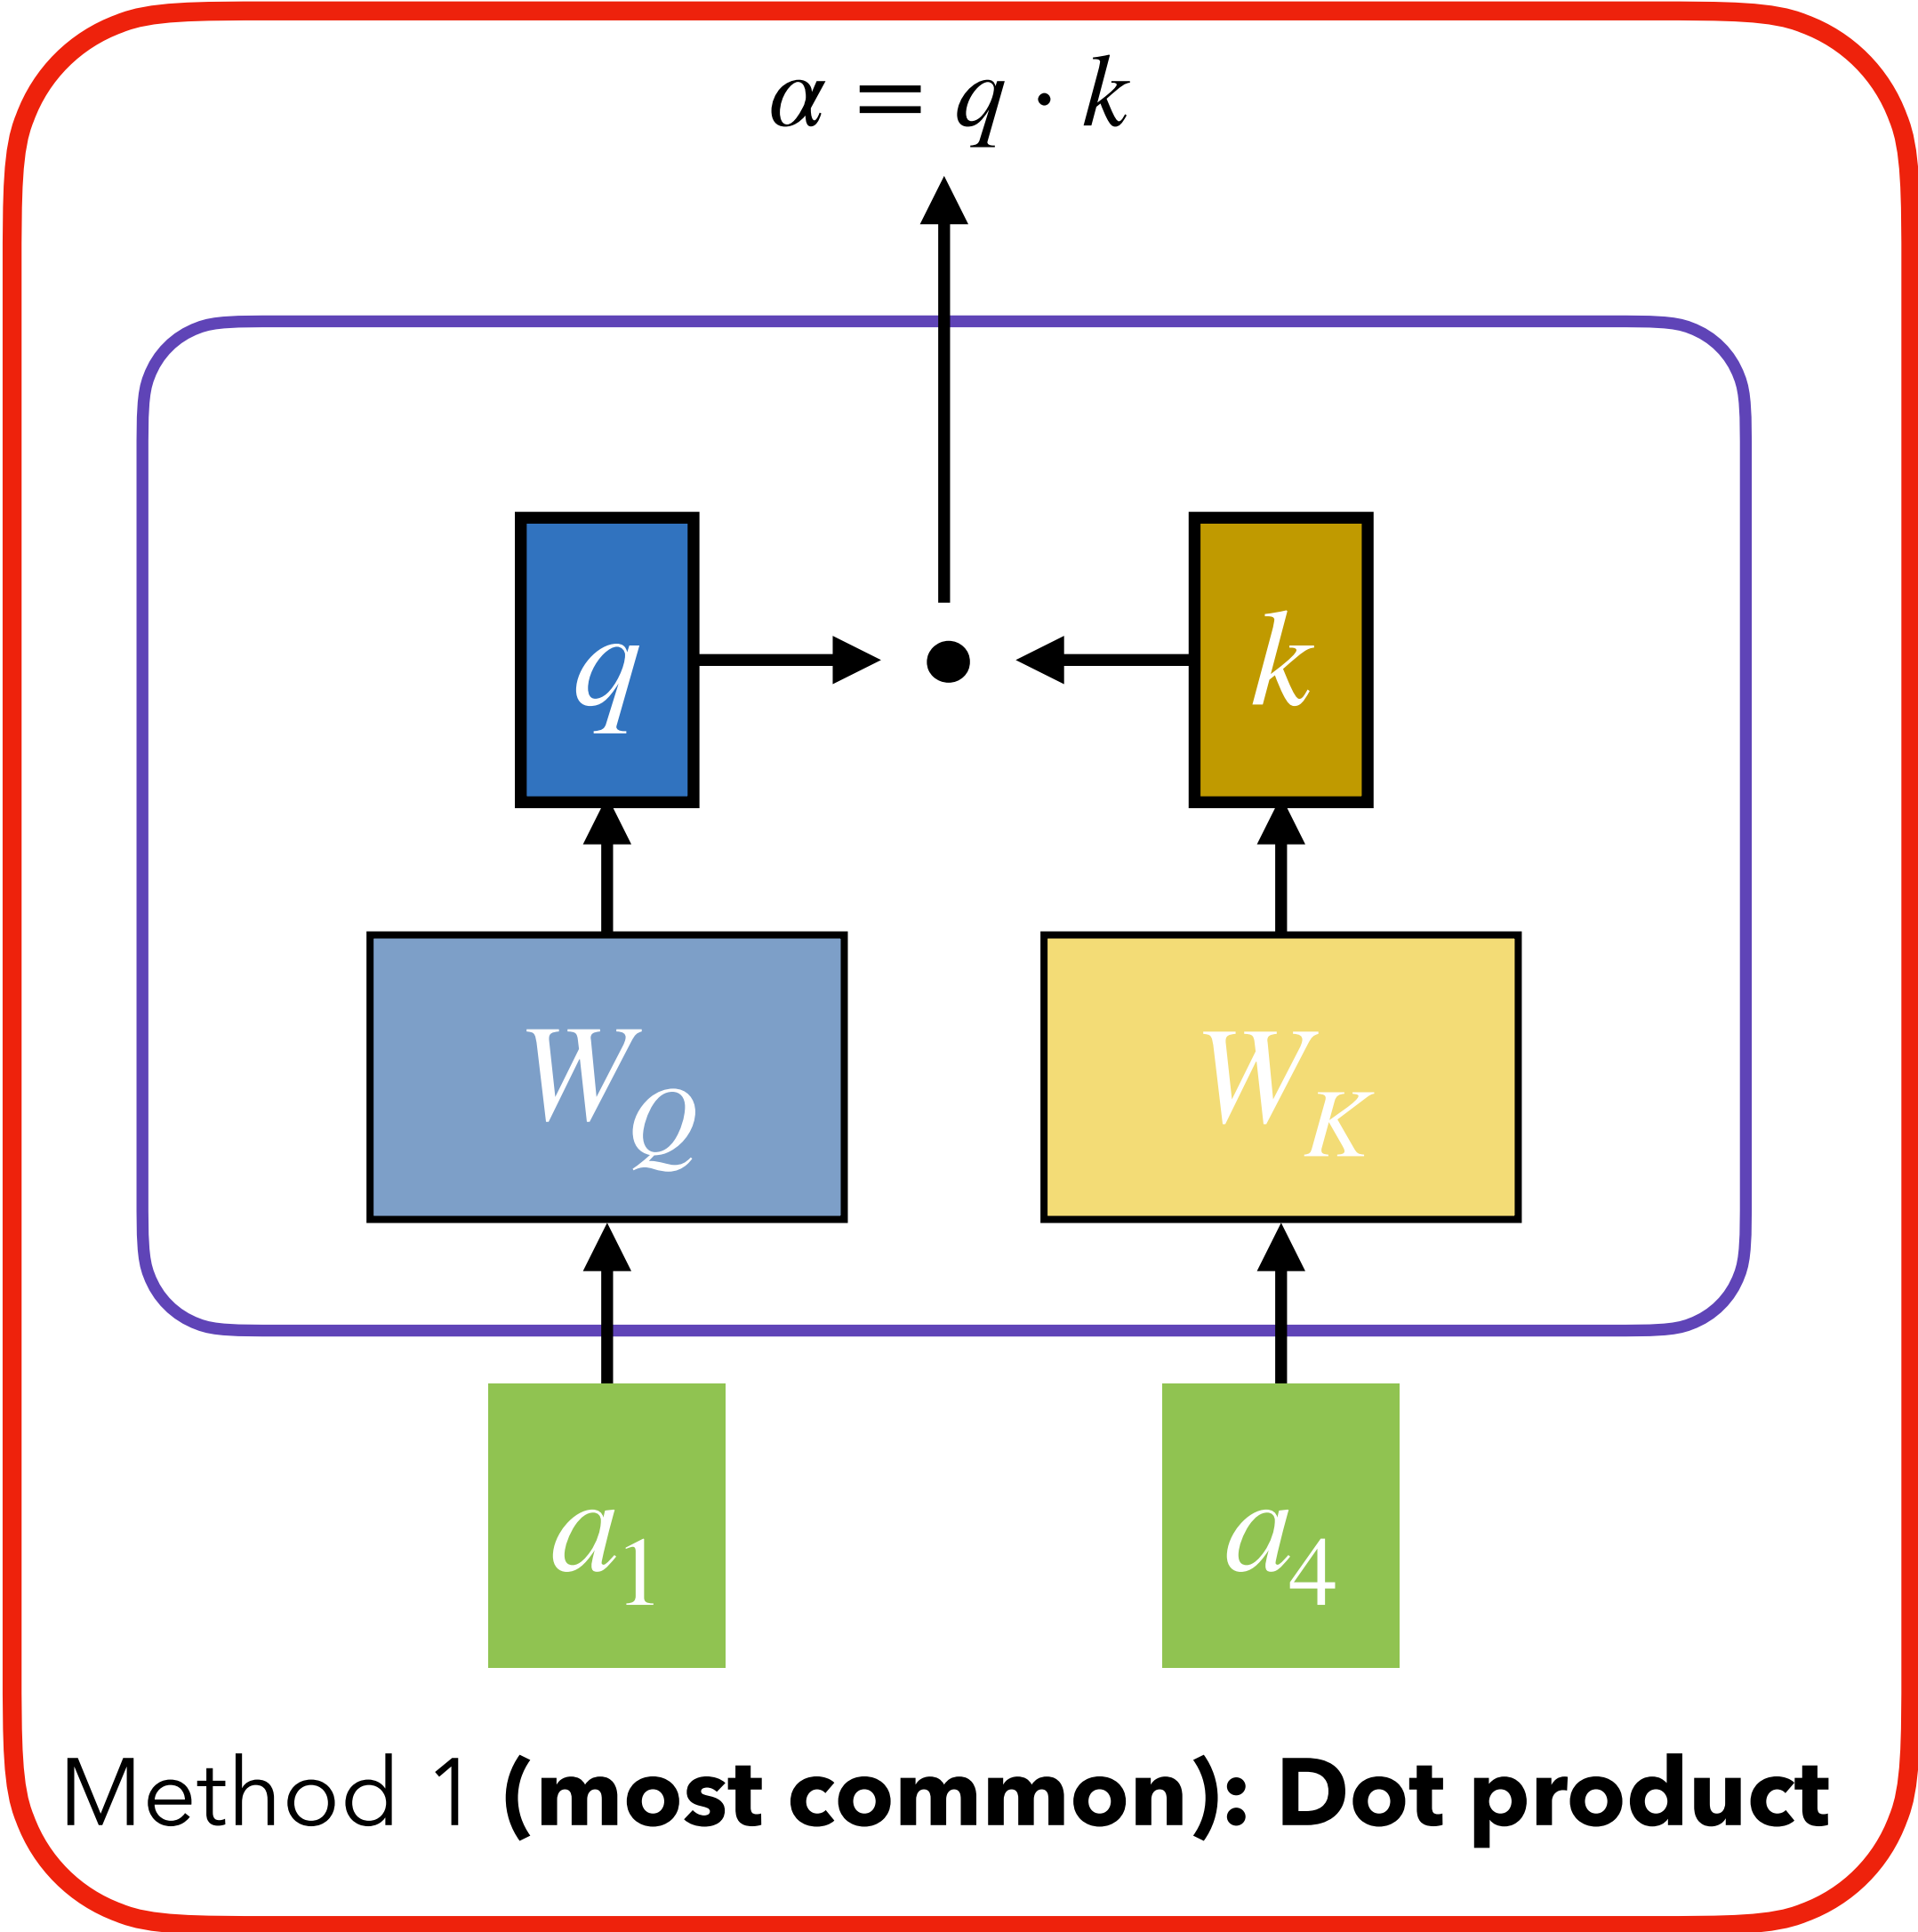 α = q · k
q
k
W_Q
W_K
a_1
a_4
Method 1 (most common): Dot product